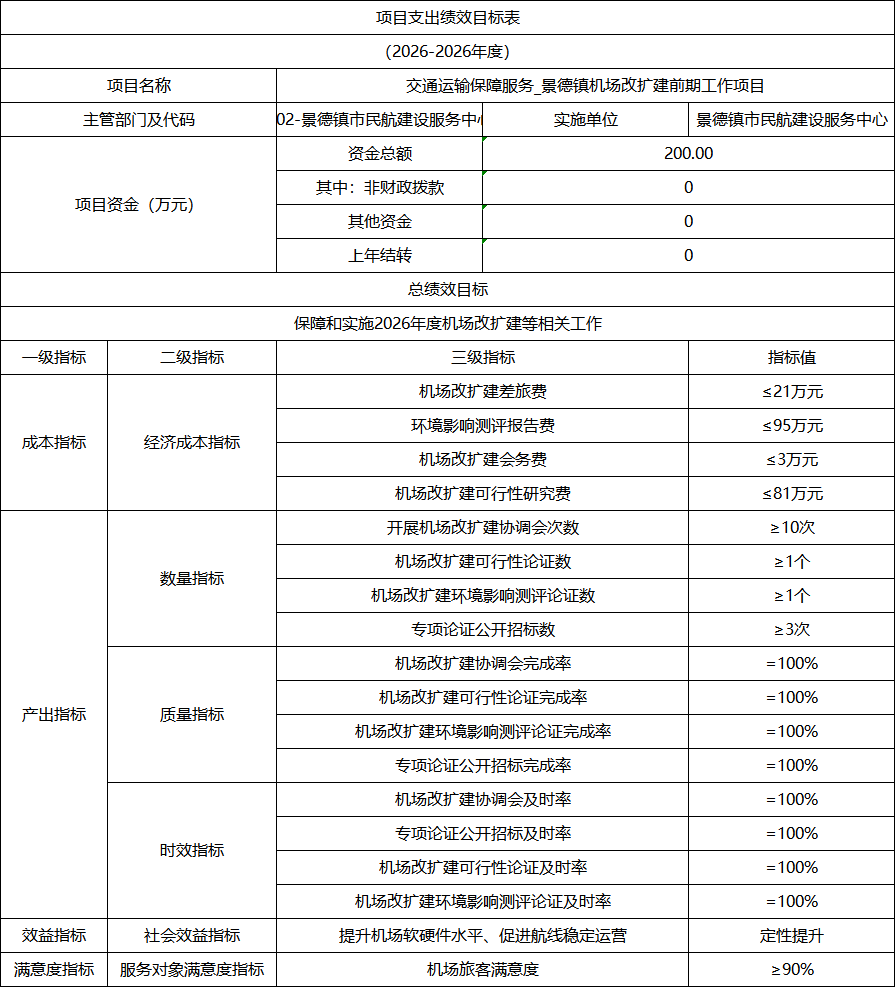 项目支出绩效目标表
（2026-2026年度）
项目名称 交通运输保障服务_景德镇机场改扩建前期工作项目
主管部门及代码 02-景德镇市民航建设服务中心 实施单位 景德镇市民航建设服务中心
项目资金（万元） 资金总额 200.00
其中：非财政拨款 0
其他资金 0
上年结转 0
总绩效目标
保障和实施2026年度机场改扩建等相关工作
一级指标 二级指标 三级指标 指标值
成本指标 经济成本指标 机场改扩建差旅费 ≤21万元
环境影响测评报告费 ≤95万元
机场改扩建会务费 ≤3万元
机场改扩建可行性研究费 ≤81万元
产出指标 数量指标 开展机场改扩建协调会次数 ≥10次
机场改扩建可行性论证数 ≥1个
机场改扩建环境影响测评论证数 ≥1个
专项论证公开招标数 ≥3次
质量指标 机场改扩建协调会完成率 =100%
机场改扩建可行性论证完成率 =100%
机场改扩建环境影响测评论证完成率 =100%
专项论证公开招标完成率 =100%
时效指标 机场改扩建协调会及时率 =100%
专项论证公开招标及时率 =100%
机场改扩建可行性论证及时率 =100%
机场改扩建环境影响测评论证及时率 =100%
效益指标 社会效益指标 提升机场软硬件水平、促进航线稳定运营 定性提升
满意度指标 服务对象满意度指标 机场旅客满意度 ≥90%